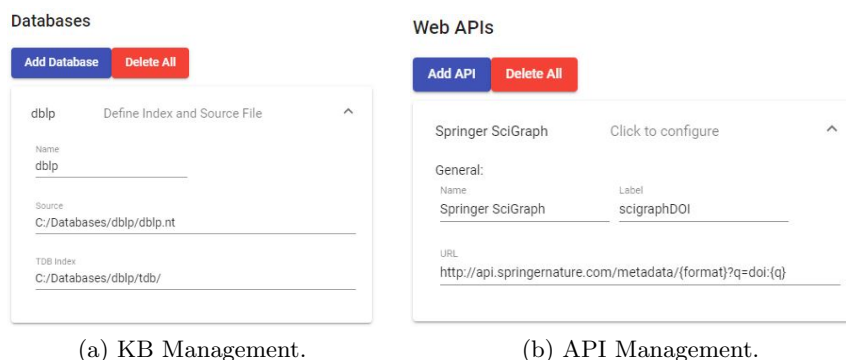 Databases
Add Database
Delete All
dblp
Define Index and Source File
Name
dblp
Source
C:/Databases/dblp/dblp.nt
TDB Index
C:/Databases/dblp/tdb/
(a) KB Management.
Web APIs
Add API
Delete All
Springer SciGraph
Click to configure
General:
Name
Label
Springer SciGraph
scigraphDOI
URL
http://api.springernature.com/metadata/{format}?q=doi:{q}
(b) API Management.